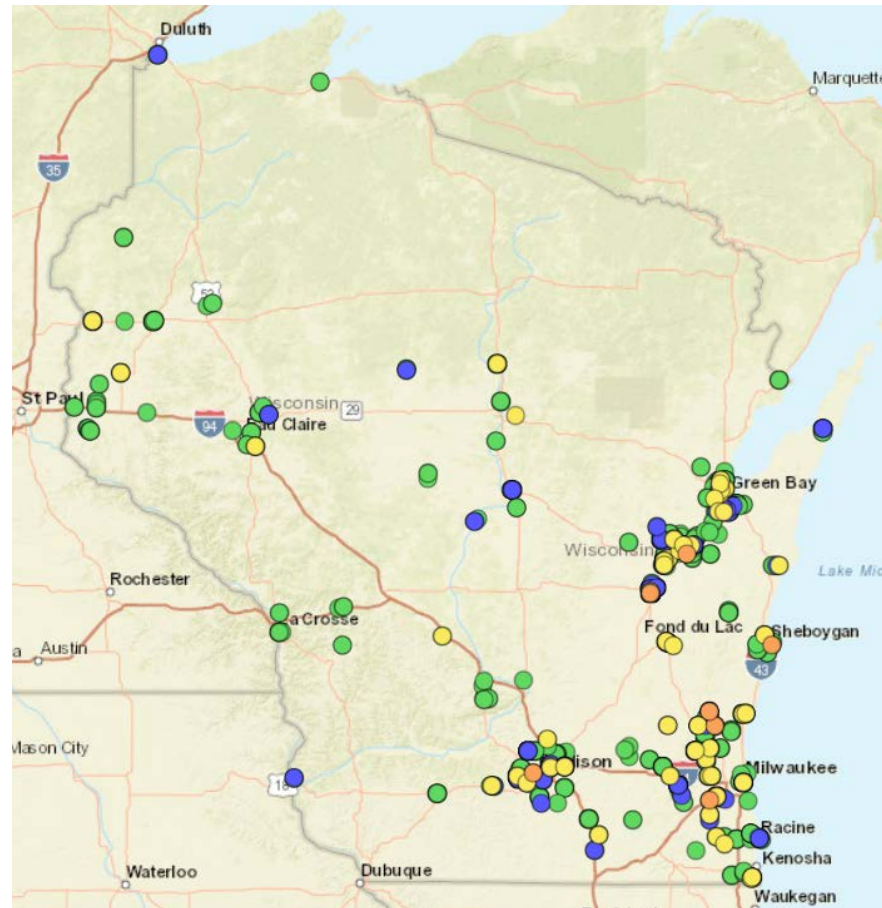 Duluth
Marquette
35
53
Wisconsin
29
St Paul
94
Eau Claire
Green Bay
Wisconsin
Lake Mic
Rochester
La Crosse
Fond du Lac
Sheboygan
Austin
43
Mason City
18
Madison
Milwaukee
Racine
Dubuque
Kenosha
Waterloo
Waukegan